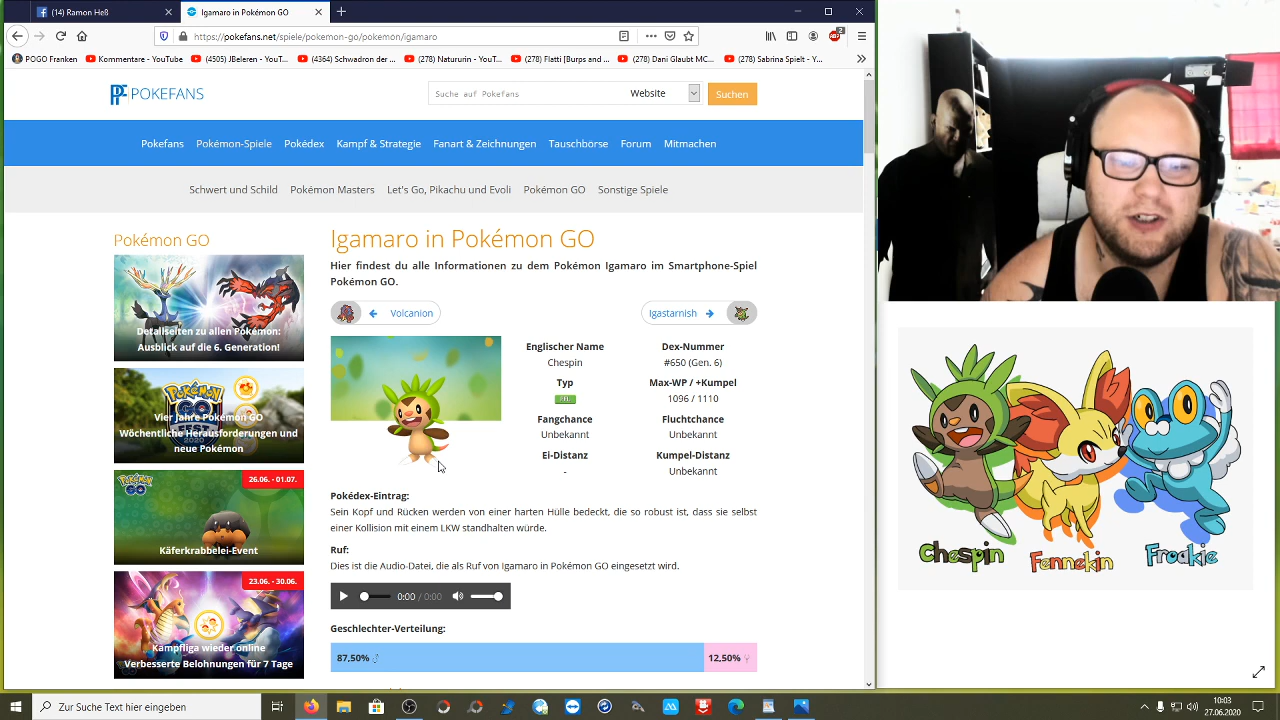 (14) Ramon Heß
Igamaro in Pokémon GO
https://pokefans.net/spiele/pokemon-go/pokemon/igamaro
POGO Franken
Kommentare - YouTube
(4505) JBeleren - YouT...
(4364) Schwadron der ...
(278) Natururin - YouT...
(278) Flatti [Burps and ...
(278) Dani Glaubt MC...
(278) Sabrina Spielt - Y...
POKEFANS
Suche auf Pokefans
Website
Suchen
Pokefans
Pokémon-Spiele
Pokédex
Kampf & Strategie
Fanart & Zeichnungen
Tauschbörse
Forum
Mitmachen
Schwert und Schild
Pokémon Masters
Let's Go, Pikachu und Evoli
Pokémon GO
Sonstige Spiele
Pokémon GO
Detailseiten zu allen Pokémon:
Ausblick auf die 6. Generation!
Vier Jahre Pokémon GO
Wöchentliche Herausforderungen und
neue Pokémon
26.06. - 01.07.
Käferkrabbelei-Event
23.06. - 30.06.
Kampfliga wieder online
Verbesserte Belohnungen für 7 Tage
Igamaro in Pokémon GO
Hier findest du alle Informationen zu dem Pokémon Igamaro im Smartphone-Spiel
Pokémon GO.
Volcanion
Igastarnish
Englischer Name
Chespin
Dex-Nummer
#650 (Gen. 6)
Typ
PFL
Max-WP / +Kumpel
1096 / 1110
Fangchance
Unbekannt
Fluchtchance
Unbekannt
Ei-Distanz
-
Kumpel-Distanz
Unbekannt
Pokédex-Eintrag:
Sein Kopf und Rücken werden von einer harten Hülle bedeckt, die so robust ist, dass sie selbst
einer Kollision mit einem LKW standhalten würde.
Ruf:
Dies ist die Audio-Datei, die als Ruf von Igamaro in Pokémon GO eingesetzt wird.
0:00 / 0:00
Geschlechter-Verteilung:
87,50% ♂
12,50% ♀
Chespin
Fennekin
Froakie
Zur Suche Text hier eingeben
10:03
27.06.2020